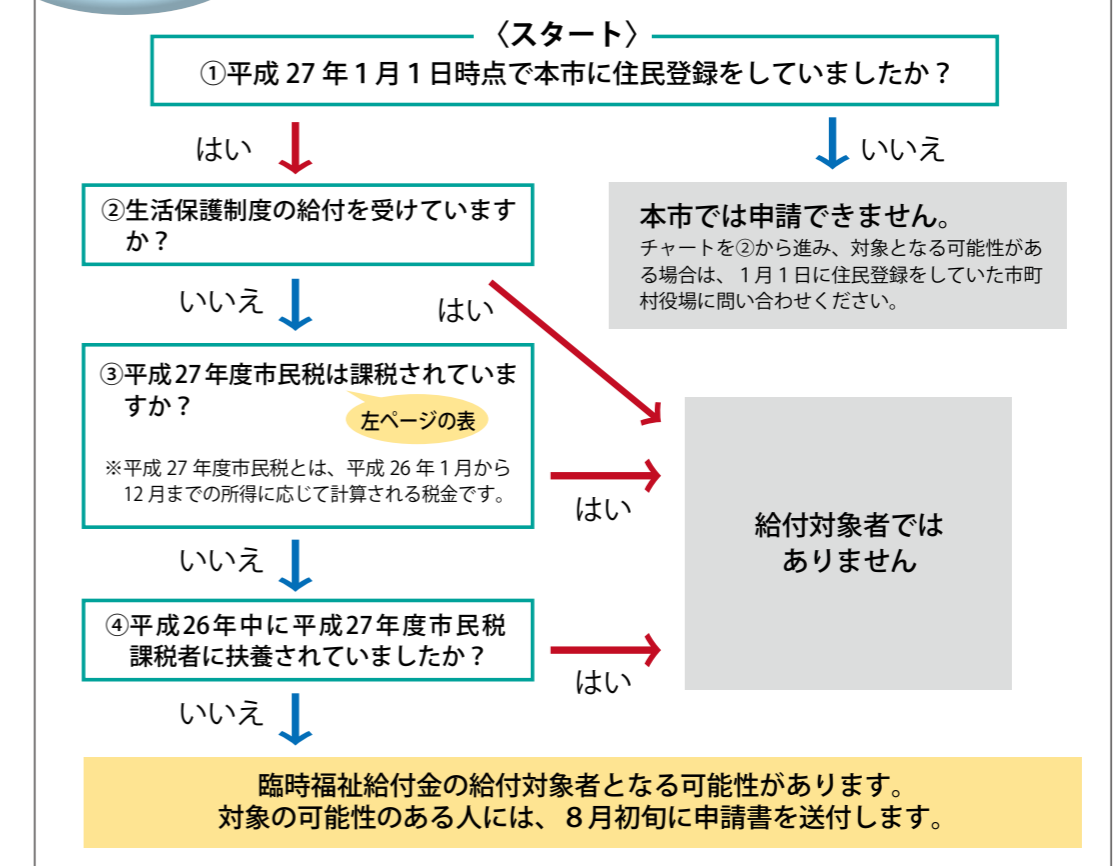 〈スタート〉
①平成 27 年 1 月 1 日時点で本市に住民登録をしていましたか？
はい
いいえ
②生活保護制度の給付を受けています
か？
本市では申請できません。
チャートを②から進み、対象となる可能性があ
る場合は、１月１日に住民登録をしていた市町
村役場に問い合わせください。
いいえ
はい
③平成27年度市民税は課税されていま
すか？
左ページの表
※平成 27 年度市民税とは、平成 26 年１月から
12 月までの所得に応じて計算される税金です。
はい
給付対象者では
ありません
いいえ
④平成26年中に平成27年度市民税
課税者に扶養されていましたか？
はい
いいえ
臨時福祉給付金の給付対象者となる可能性があります。
対象の可能性のある人には、８月初旬に申請書を送付します。